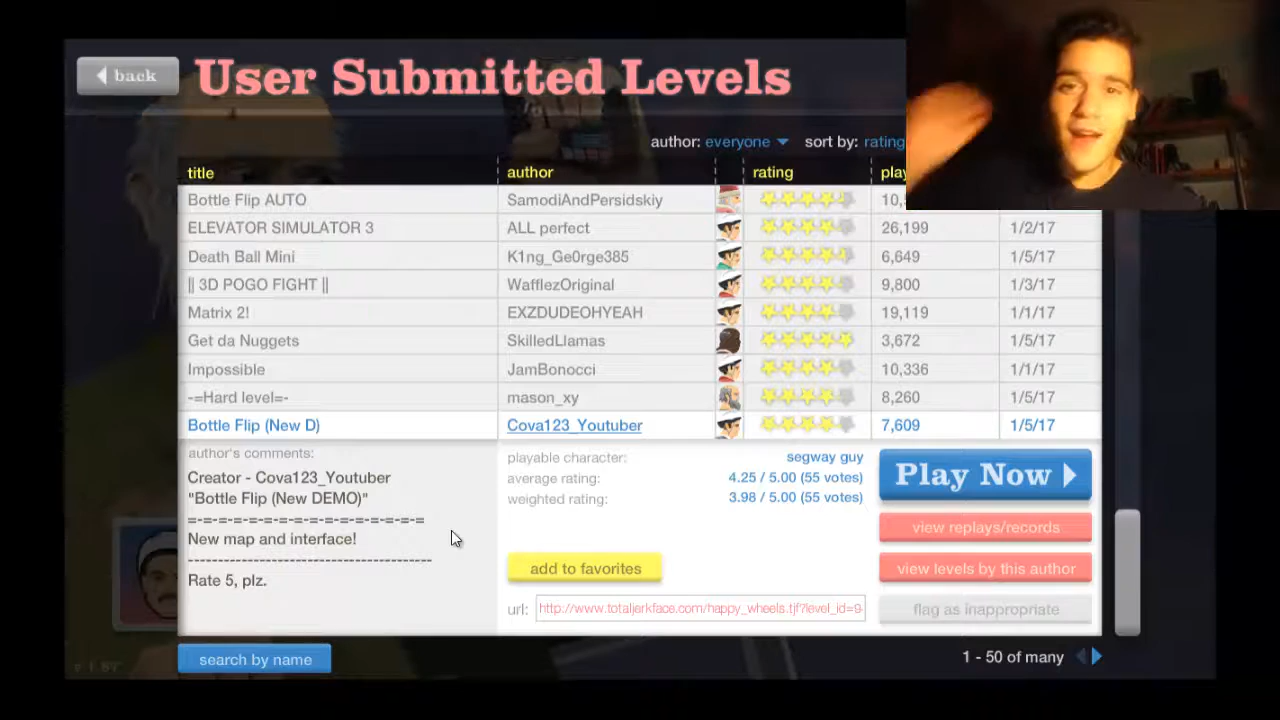 back
User Submitted Levels
author: everyone sort by: rating
title author rating
Bottle Flip AUTO SamodiAndPersidskiy
ELEVATOR SIMULATOR 3 ALL perfect 26,199 1/2/17
Death Ball Mini K1ng_Ge0rge385 6,649 1/5/17
|| 3D POGO FIGHT || WafflezOriginal 9,800 1/3/17
Matrix 2! EXZDUDEOHYEAH 19,119 1/1/17
Get da Nuggets SkilledLlamas 3,672 1/5/17
Impossible JamBonocci 10,336 1/1/17
-=Hard level=- mason_xy 8,260 1/5/17
Bottle Flip (New D) Cova123_Youtuber 7,609 1/5/17
author's comments:
Creator - Cova123_Youtuber
"Bottle Flip (New DEMO)"
=-=-=-=-=-=-=-=-=-=-=-=-=-=-=-=
New map and interface!
----------------------------------------
Rate 5, plz.
playable character: segway guy
average rating: 4.25 / 5.00 (55 votes)
weighted rating: 3.98 / 5.00 (55 votes)
add to favorites
url: http://www.totaljerkface.com/happy_wheels.tjf?level_id=9
Play Now
view replays/records
view levels by this author
flag as inappropriate
search by name
1 - 50 of many